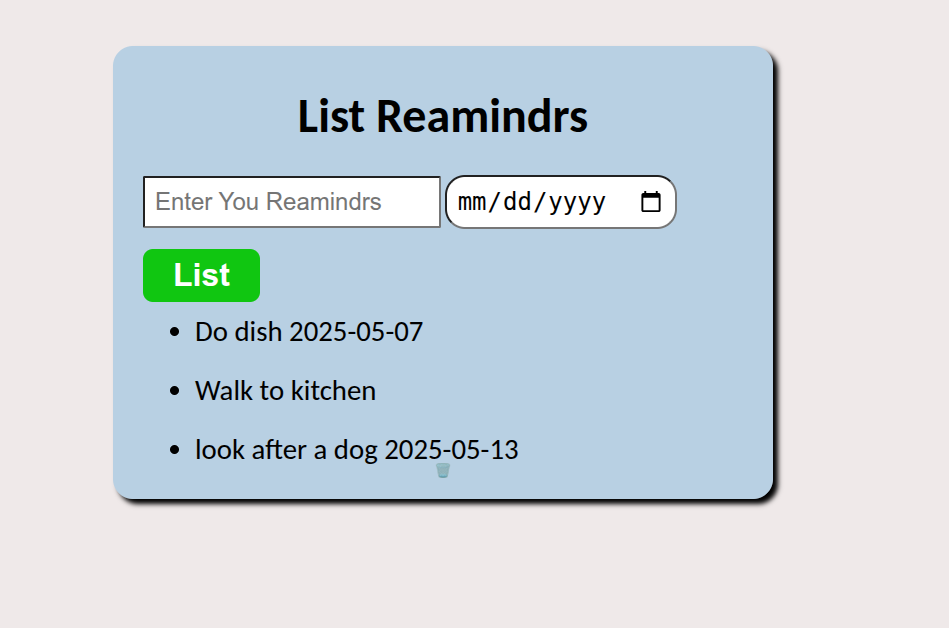 List Reamindrs
Enter You Reamindrs mm/dd/yyyy
List
Do dish 2025-05-07
Walk to kitchen
look after a dog 2025-05-13